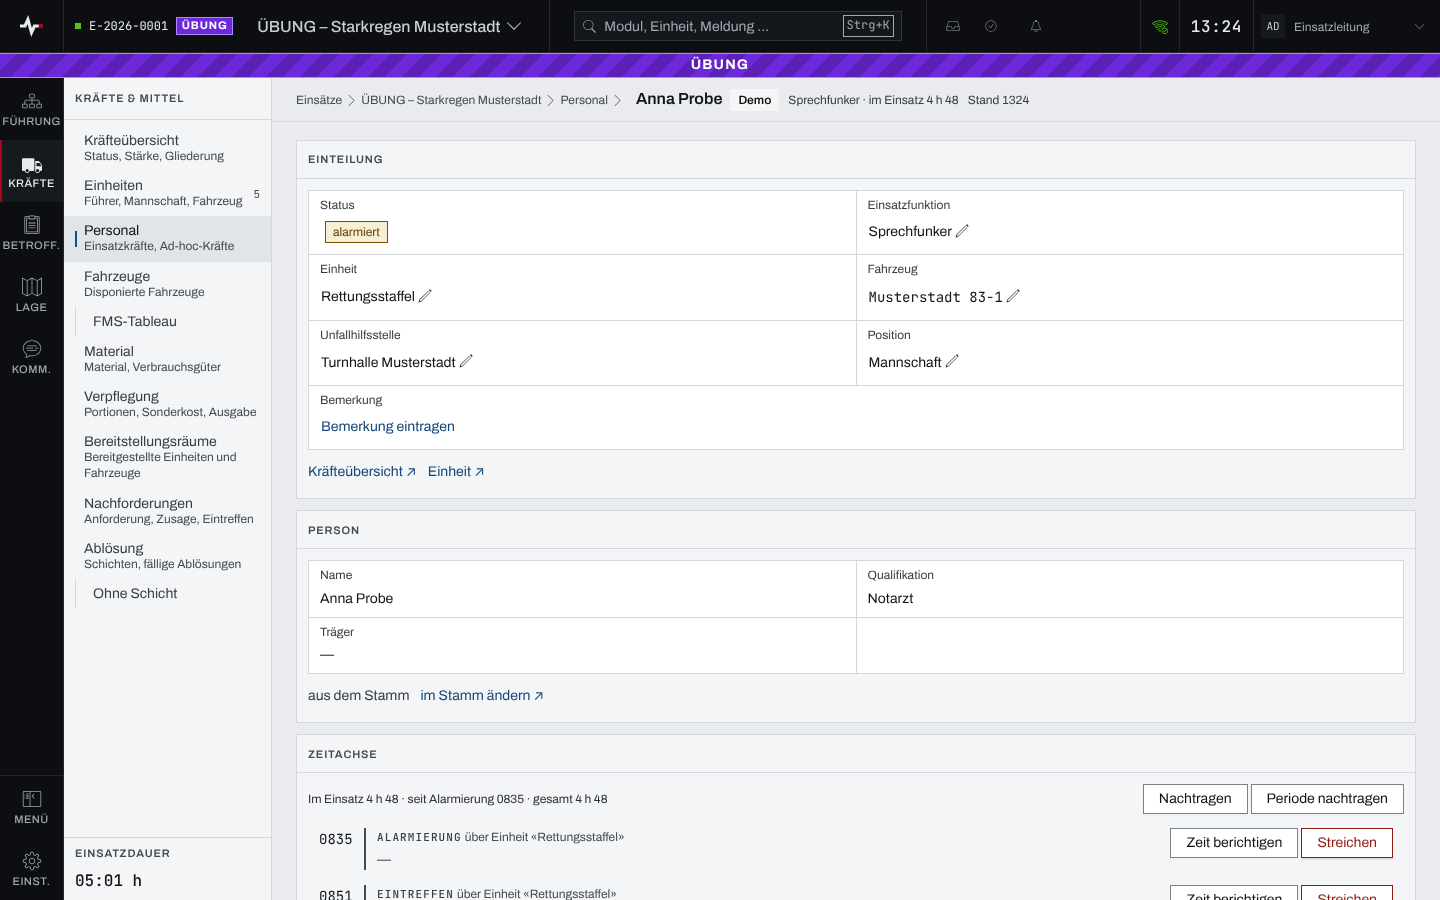 E-2026-0001 ÜBUNG ÜBUNG – Starkregen Musterstadt Modul, Einheit, Meldung ... Strg+K 13:24 AD Einsatzleitung
ÜBUNG
FÜHRUNG
KRÄFTE
BETROFF.
LAGE
KOMM.
MENÜ
EINST.
KRÄFTE & MITTEL
Kräfteübersicht
Status, Stärke, Gliederung
Einheiten
Führer, Mannschaft, Fahrzeug 5
Personal
Einsatzkräfte, Ad-hoc-Kräfte
Fahrzeuge
Disponierte Fahrzeuge
FMS-Tableau
Material
Material, Verbrauchsgüter
Verpflegung
Portionen, Sonderkost, Ausgabe
Bereitstellungsräume
Bereitgestellte Einheiten und
Fahrzeuge
Nachforderungen
Anforderung, Zusage, Eintreffen
Ablösung
Schichten, fällige Ablösungen
Ohne Schicht
EINSATZDAUER
05:01 h
Einsätze ÜBUNG – Starkregen Musterstadt Personal Anna Probe Demo Sprechfunker · im Einsatz 4 h 48 Stand 1324
EINTEILUNG
Status
alarmiert
Einsatzfunktion
Sprechfunker
Einheit
Rettungsstaffel
Fahrzeug
Musterstadt 83-1
Unfallhilfsstelle
Turnhalle Musterstadt
Position
Mannschaft
Bemerkung
Bemerkung eintragen
Kräfteübersicht ↗ Einheit ↗
PERSON
Name
Anna Probe
Qualifikation
Notarzt
Träger
—
aus dem Stamm im Stamm ändern ↗
ZEITACHSE
Im Einsatz 4 h 48 · seit Alarmierung 0835 · gesamt 4 h 48 Nachtragen Periode nachtragen
0835 ALARMIERUNG über Einheit «Rettungsstaffel» Zeit berichtigen Streichen
—
0851 EINTREFFEN über Einheit «Rettungsstaffel» Zeit berichtigen Streichen